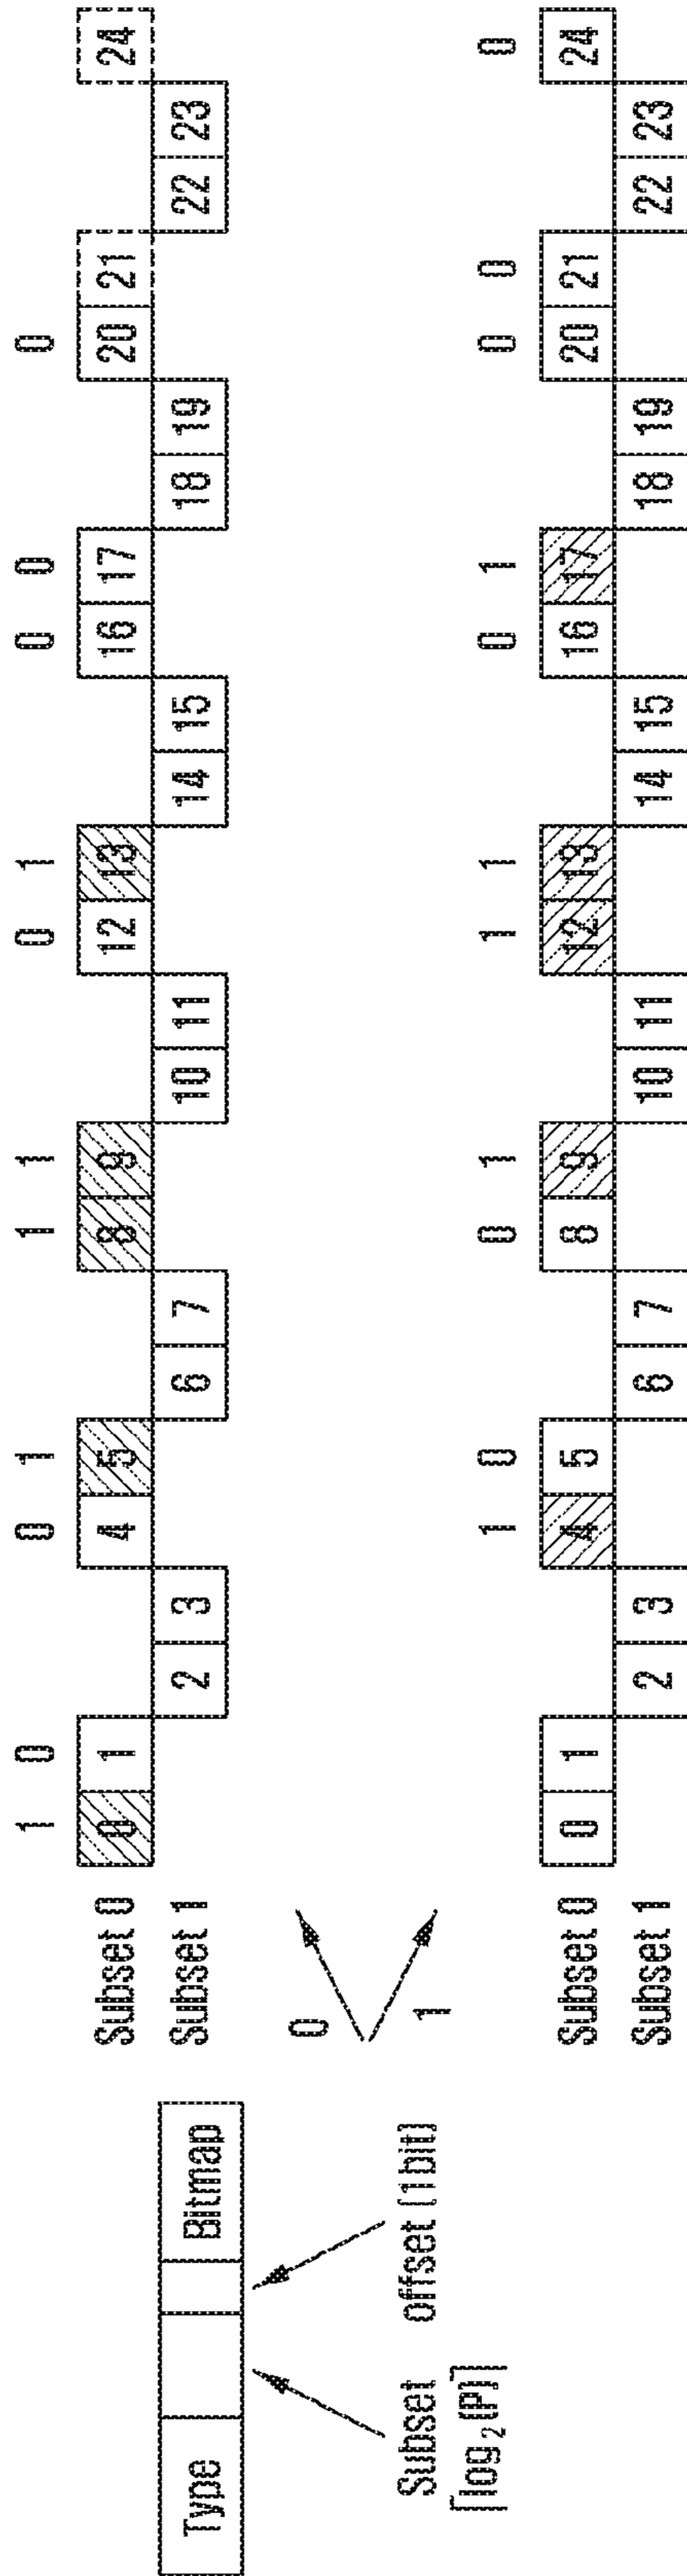 1 0 0 1 1 1 0 1 0 0 0
Subset 0 0 1 4 5 8 9 12 13 16 17 20 21 24
Subset 1 2 3 6 7 10 11 14 15 18 19 22 23
Type Bitmap
0
1
Subset offset (1bit)
⌈log₂(P)⌉
1 0 0 1 1 1 0 1 0 0 0
Subset 0 0 1 4 5 8 9 12 13 16 17 20 21 24
Subset 1 2 3 6 7 10 11 14 15 18 19 22 23